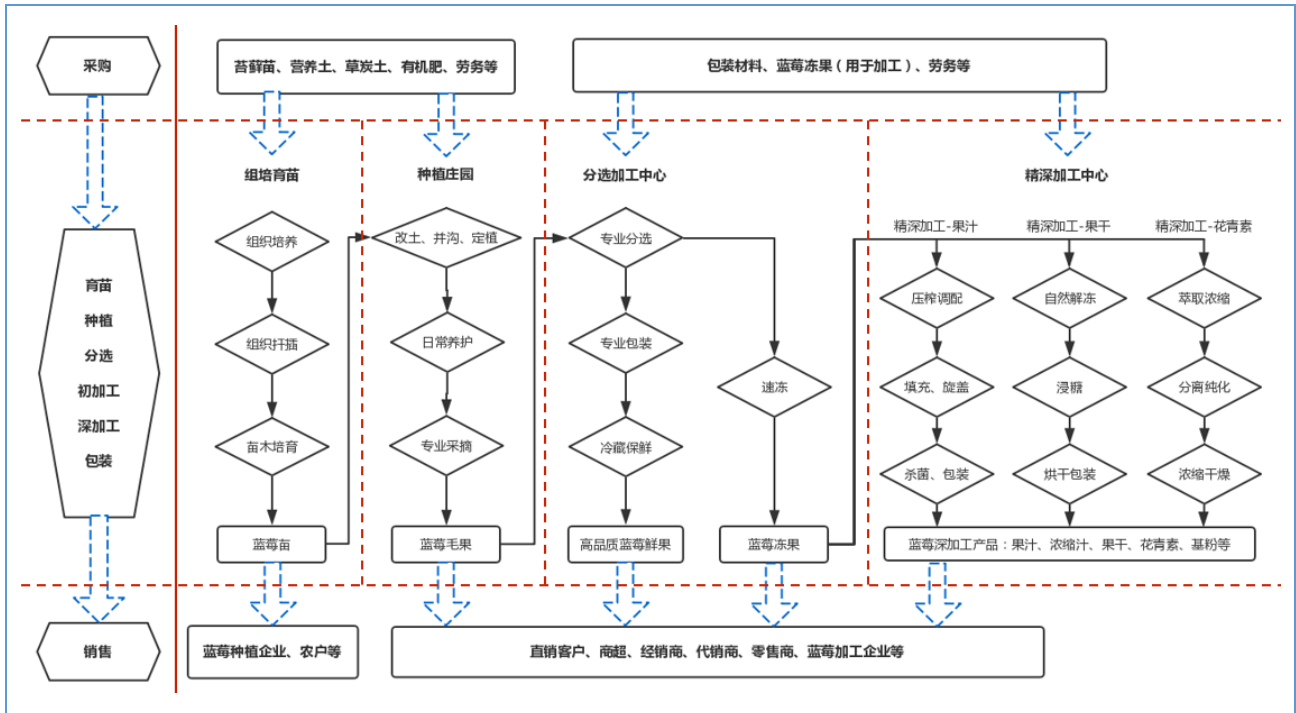 采购
苔藓苗、营养土、草炭土、有机肥、劳务等
包装材料、蓝莓冻果（用于加工）、劳务等
组培育苗
种植庄园
分选加工中心
精深加工中心
育苗
种植
分选
初加工
深加工
包装
组织培养
组织扦插
苗木培育
蓝莓苗
改土、井沟、定植
日常养护
专业采摘
蓝莓毛果
专业分选
专业包装
冷藏保鲜
高品质蓝莓鲜果
速冻
蓝莓冻果
精深加工-果汁
精深加工-果干
精深加工-花青素
压榨调配
自然解冻
萃取浓缩
填充、旋盖
浸糖
分离纯化
杀菌、包装
烘干包装
浓缩干燥
蓝莓深加工产品：果汁、浓缩汁、果干、花青素、基粉等
销售
蓝莓种植企业、农户等
直销客户、商超、经销商、代销商、零售商、蓝莓加工企业等